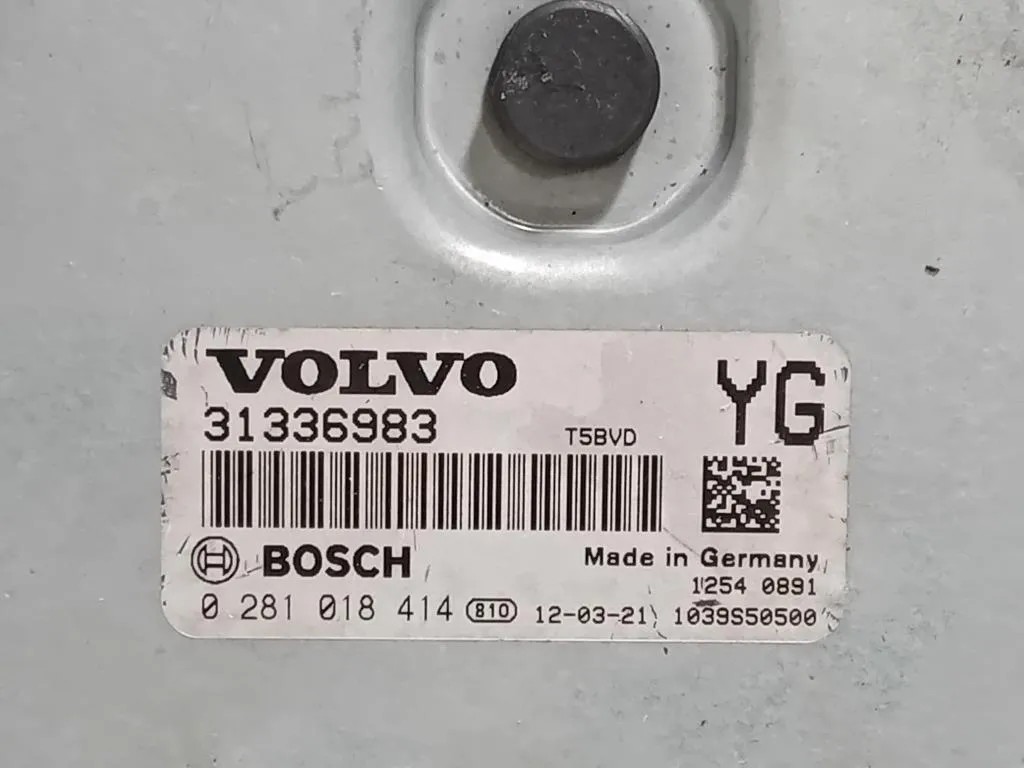 VOLVO
YG
31336983
T5BVD
BOSCH
Made in Germany
1254 0891
0 281 018 414 810 12-03-21 1039S50500